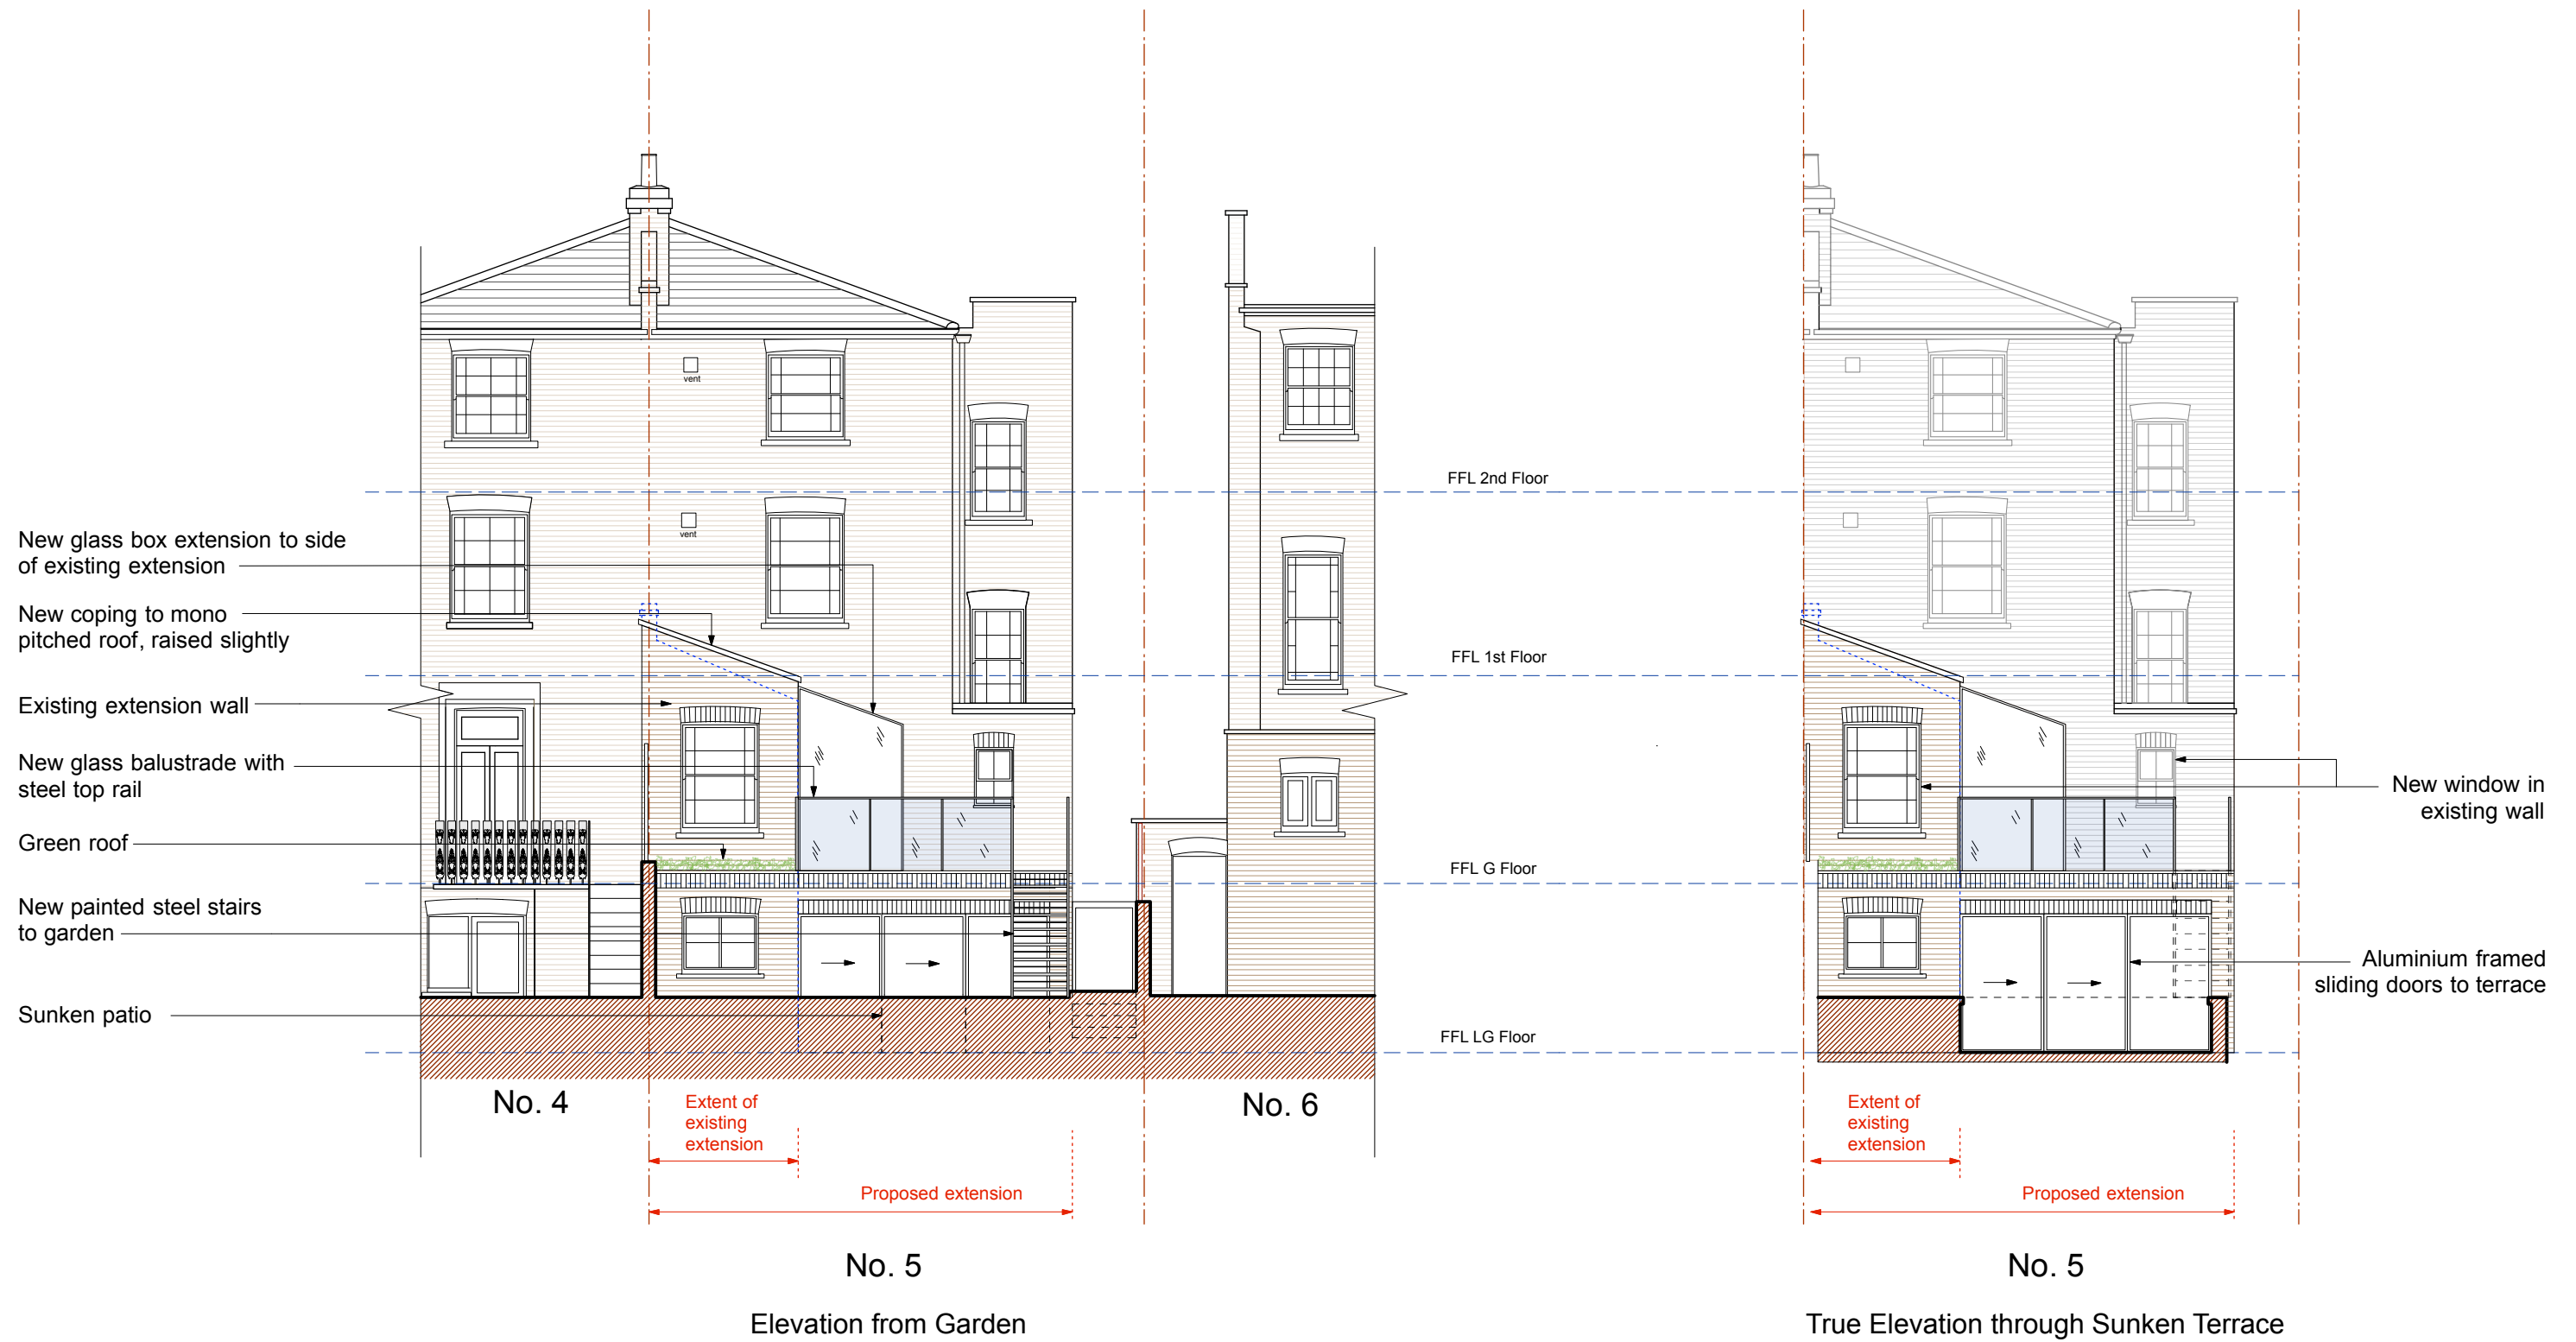 vent
FFL 2nd Floor
vent
New glass box extension to side
of existing extension
New coping to mono
pitched roof, raised slightly
FFL 1st Floor
Existing extension wall
New glass balustrade with
steel top rail
New window in
existing wall
Green roof
FFL G Floor
New painted steel stairs
to garden
Aluminium framed
sliding doors to terrace
Sunken patio
FFL LG Floor
No. 4
No. 6
Extent of
existing
extension
Proposed extension
Extent of
existing
extension
Proposed extension
No. 5
No. 5
Elevation from Garden
True Elevation through Sunken Terrace